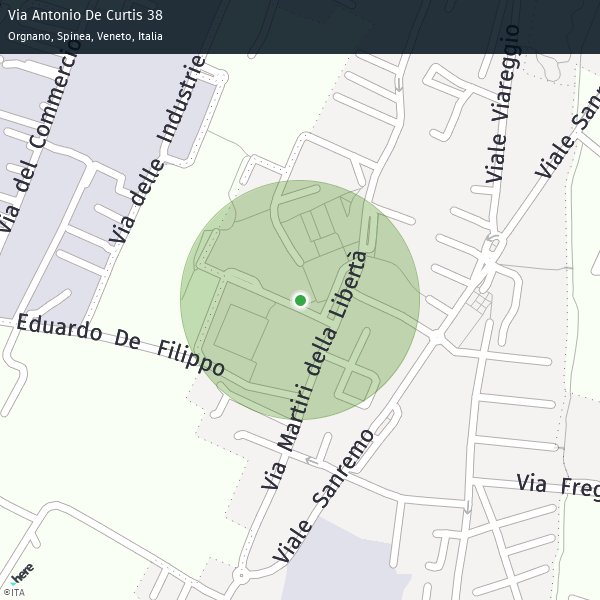 Via Antonio De Curtis 38
Orgnano, Spinea, Veneto, Italia
Via del Commercio
Via delle Industrie
Viale Viareggio
Viale San
Via Martiri della Libertà
Eduardo De Filippo
Viale Sanremo
Via Freg
here
©ITA